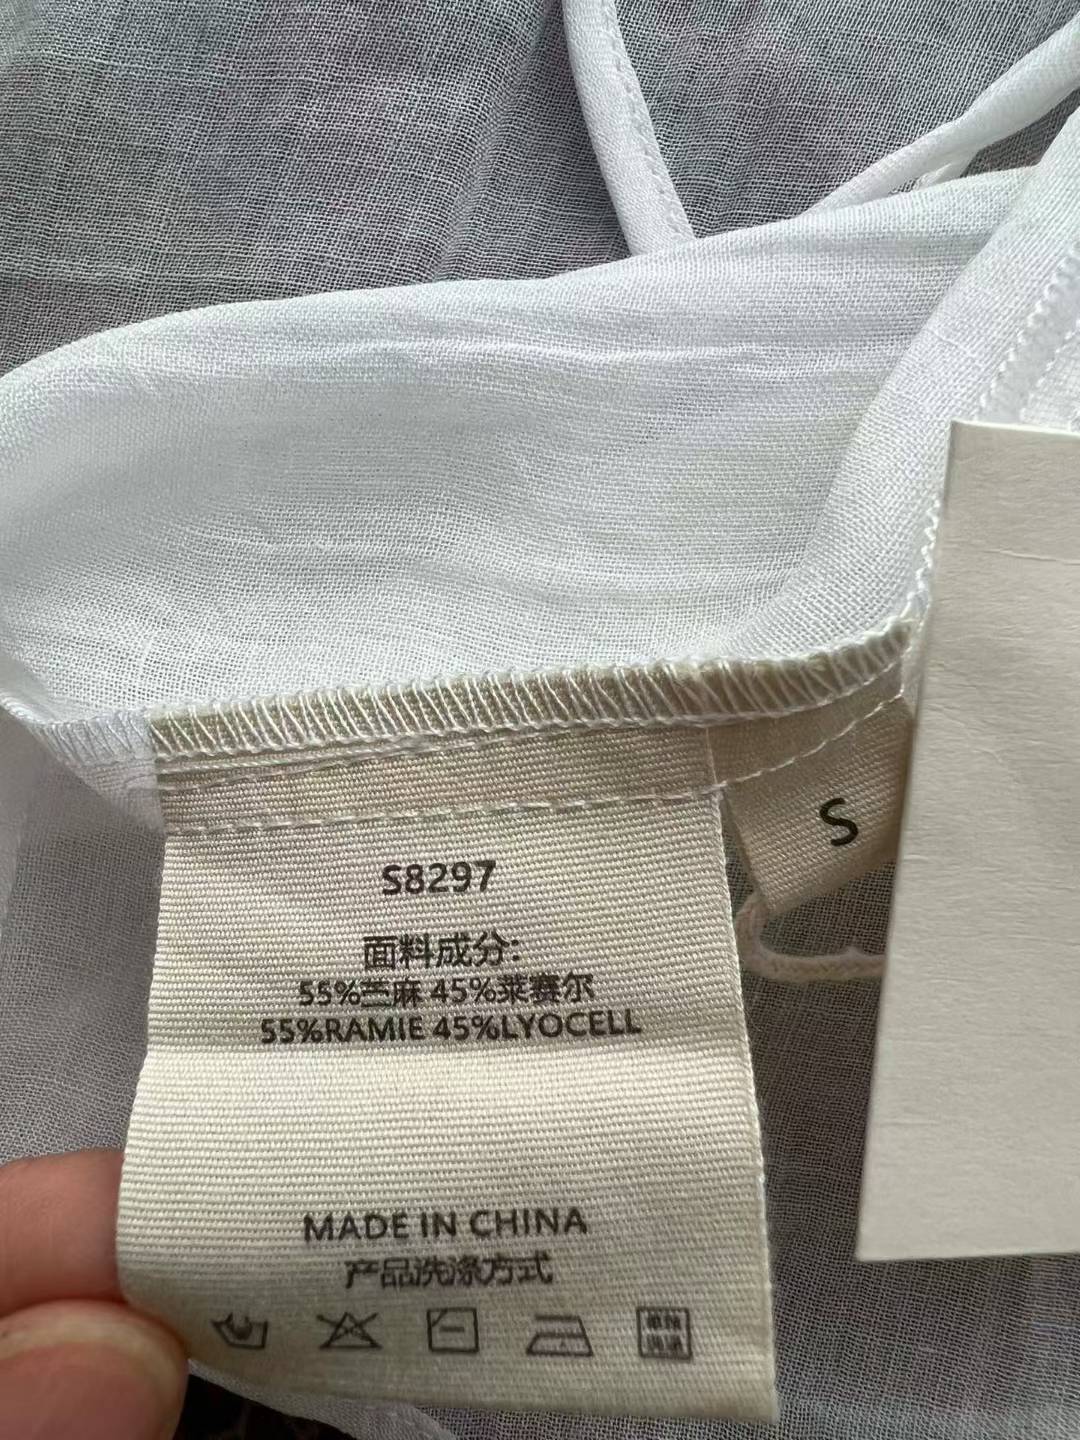 S
S8297
面料成分:
55%苎麻 45%莱赛尔
55%RAMIE 45%LYOCELL
MADE IN CHINA
产品洗涤方式